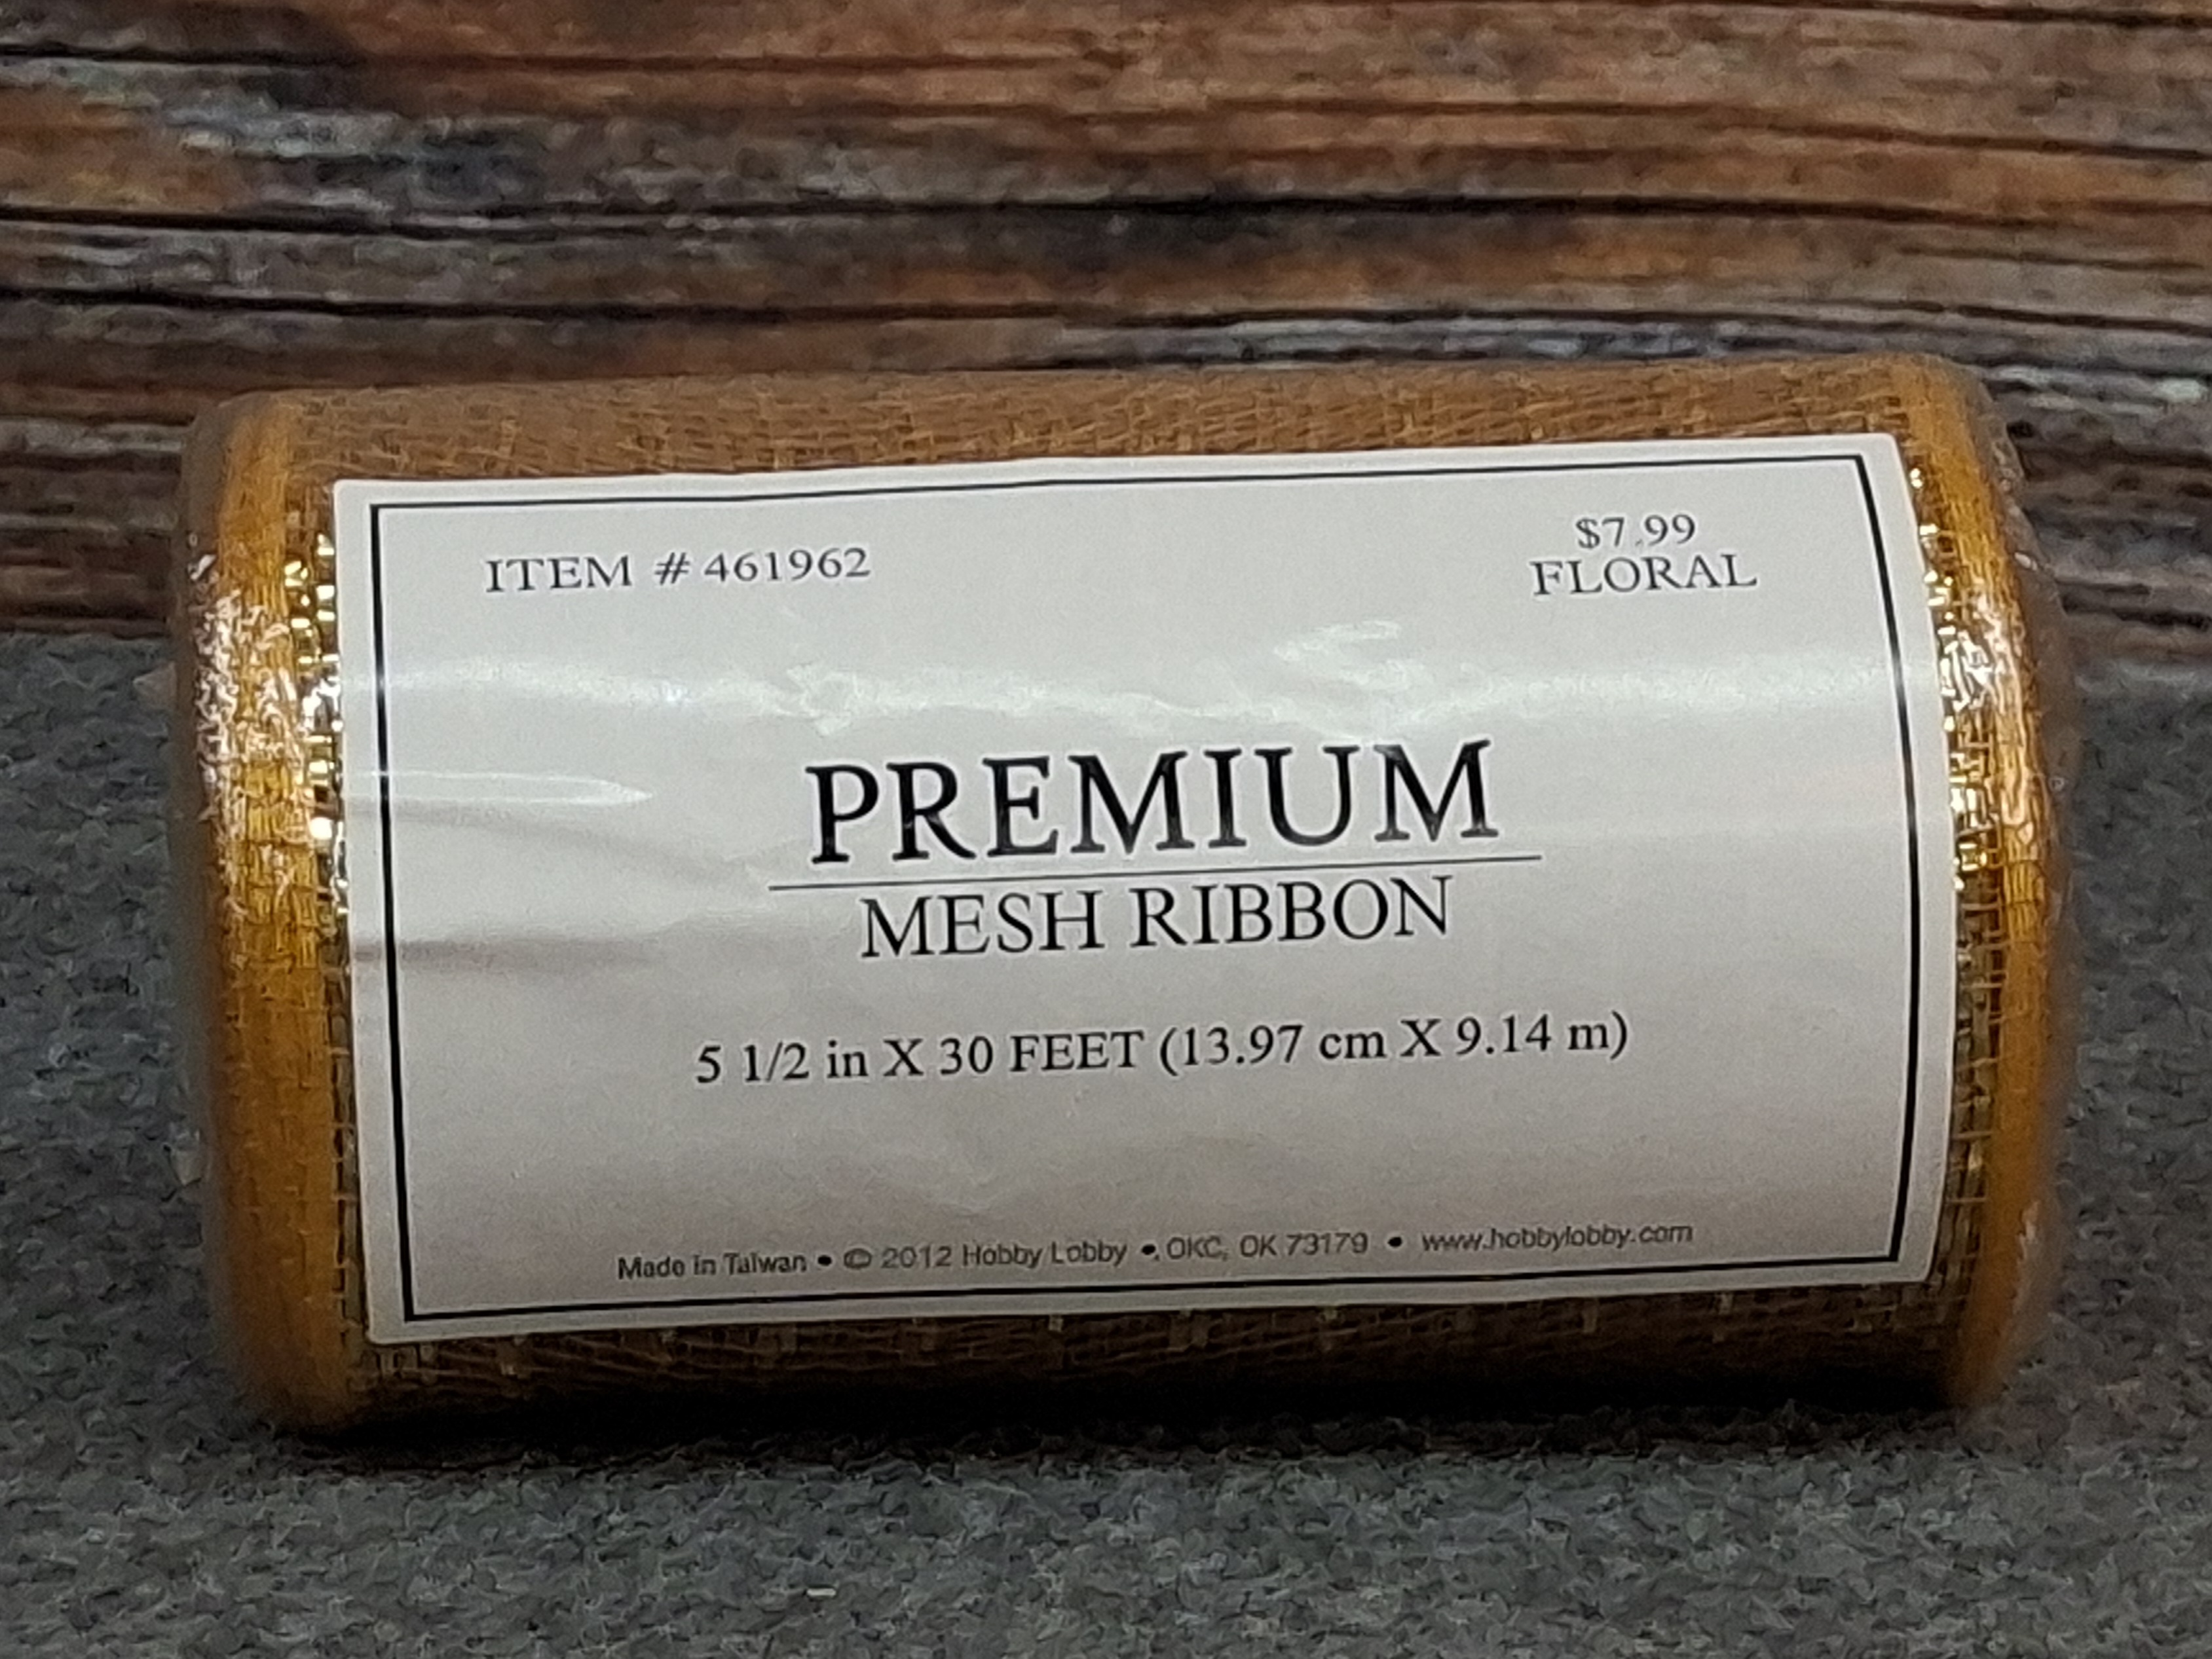 ITEM # 461962
$7.99
FLORAL
PREMIUM
MESH RIBBON
5 1/2 in X 30 FEET (13.97 cm X 9.14 m)
Made in Taiwan • © 2012 Hobby Lobby • OKC, OK 73179 • www.hobbylobby.com